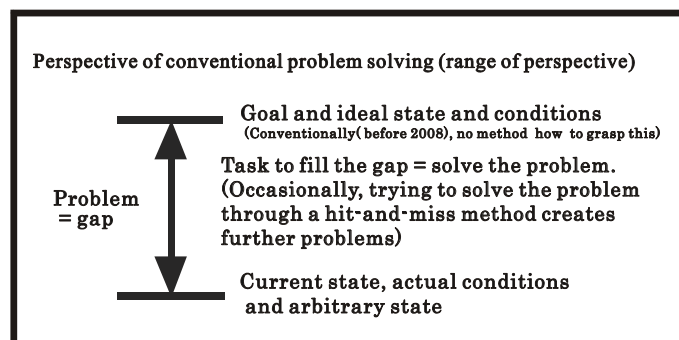 Perspective of conventional problem solving (range of perspective)
Goal and ideal state and conditions
(Conventionally( before 2008), no method how to grasp this)
Task to fill the gap = solve the problem.
(Occasionally, trying to solve the problem
through a hit-and-miss method creates
further problems)
Problem
= gap
Current state, actual conditions
and arbitrary state